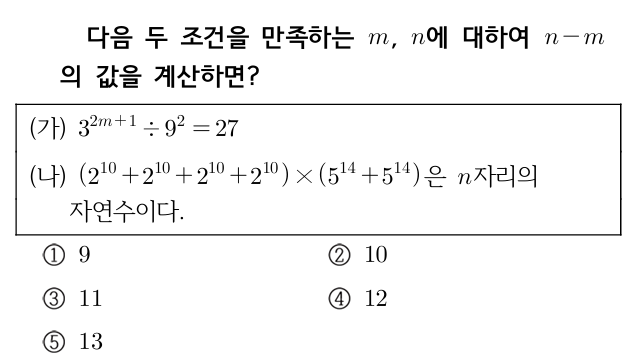 다음 두 조건을 만족하는 m, n에 대하여 n−m
의 값을 계산하면?
(가) 3^{2m+1} ÷ 9^2 = 27
(나) (2^{10} + 2^{10} + 2^{10} + 2^{10}) × (5^{14} + 5^{14})은 n자리의
자연수이다.
① 9 ② 10
③ 11 ④ 12
⑤ 13